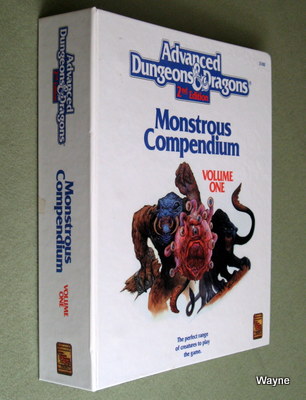 Advanced
Dungeons & Dragons
2nd Edition
Monstrous
Compendium
VOLUME
ONE
The perfect range
of creatures to play
the game.
Advanced
Dungeons & Dragons
Monstrous
Compendium
VOLUME
ONE
Wayne